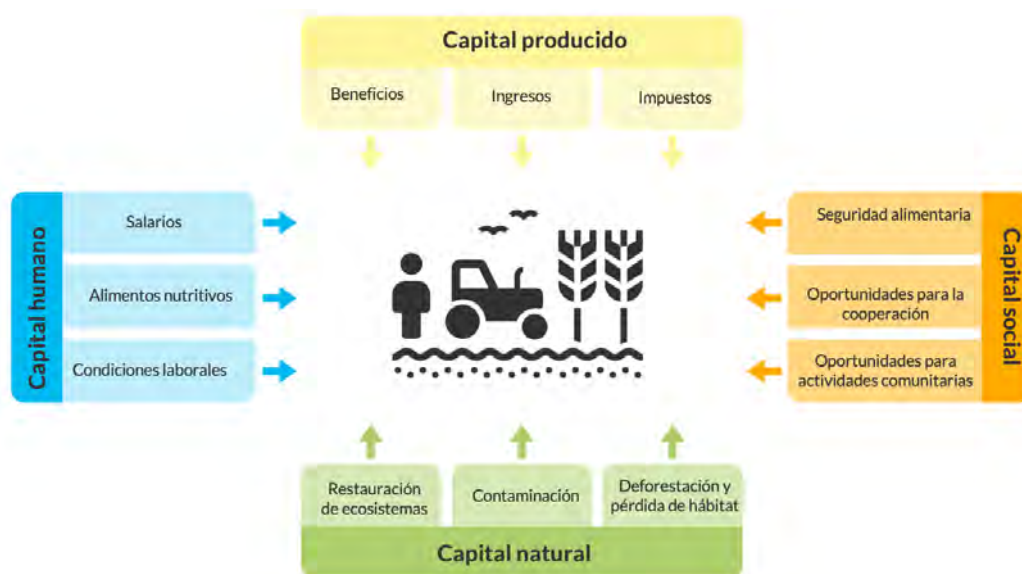 Capital producido
Beneficios
Ingresos
Impuestos
Capital humano
Salarios
Alimentos nutritivos
Condiciones laborales
Seguridad alimentaria
Oportunidades para la
cooperación
Oportunidades para
actividades comunitarias
Capital social
Restauración
de ecosistemas
Contaminación
Deforestación y
pérdida de hábitat
Capital natural